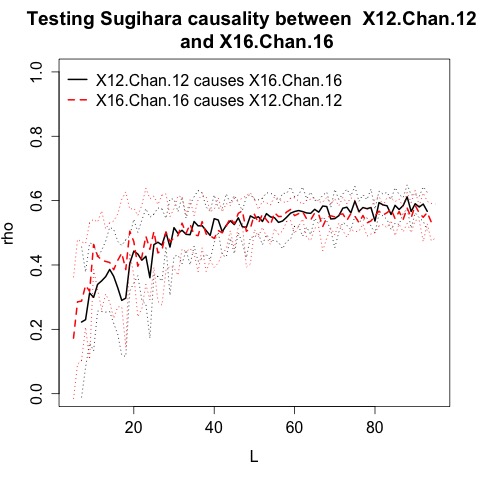 Testing Sugihara causality between  X12.Chan.12
and X16.Chan.16
X12.Chan.12 causes X16.Chan.16
X16.Chan.16 causes X12.Chan.12
rho
1.0
0.8
0.6
0.4
0.2
0.0
20 40 60 80
L